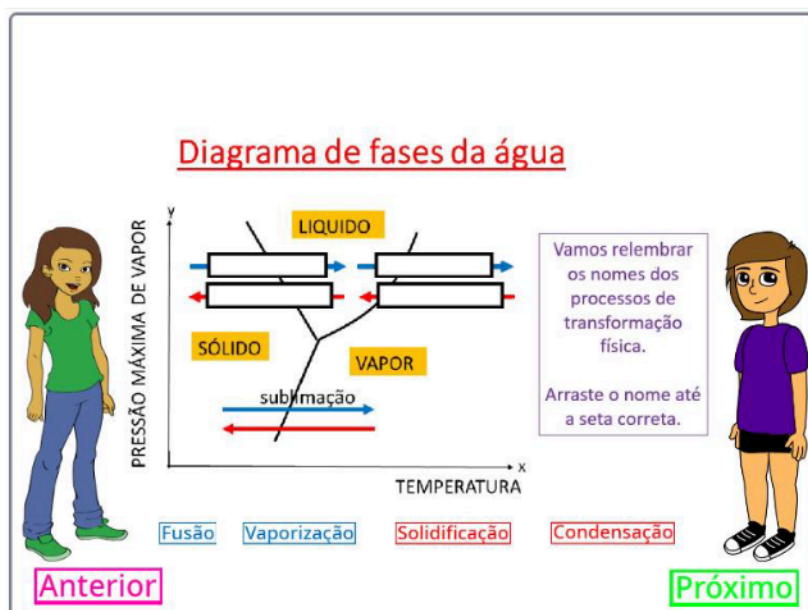 Diagrama de fases da água
y
PRESSÃO MÁXIMA DE VAPOR
LIQUIDO
SÓLIDO
VAPOR
sublimação
x
TEMPERATURA
Vamos relembrar
os nomes dos
processos de
transformação
física.
Arraste o nome até
a seta correta.
Fusão Vaporização Solidificação Condensação
Anterior
Próximo